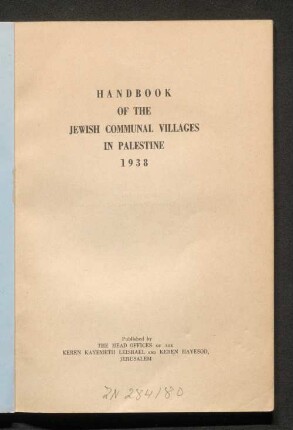 HANDBOOK
OF THE
JEWISH COMMUNAL VILLAGES
IN PALESTINE
1938
Published by
THE HEAD OFFICES OF THE
KEREN KAYEMETH LEISRAEL AND KEREN HAYESOD,
JERUSALEM
ZN 284/80